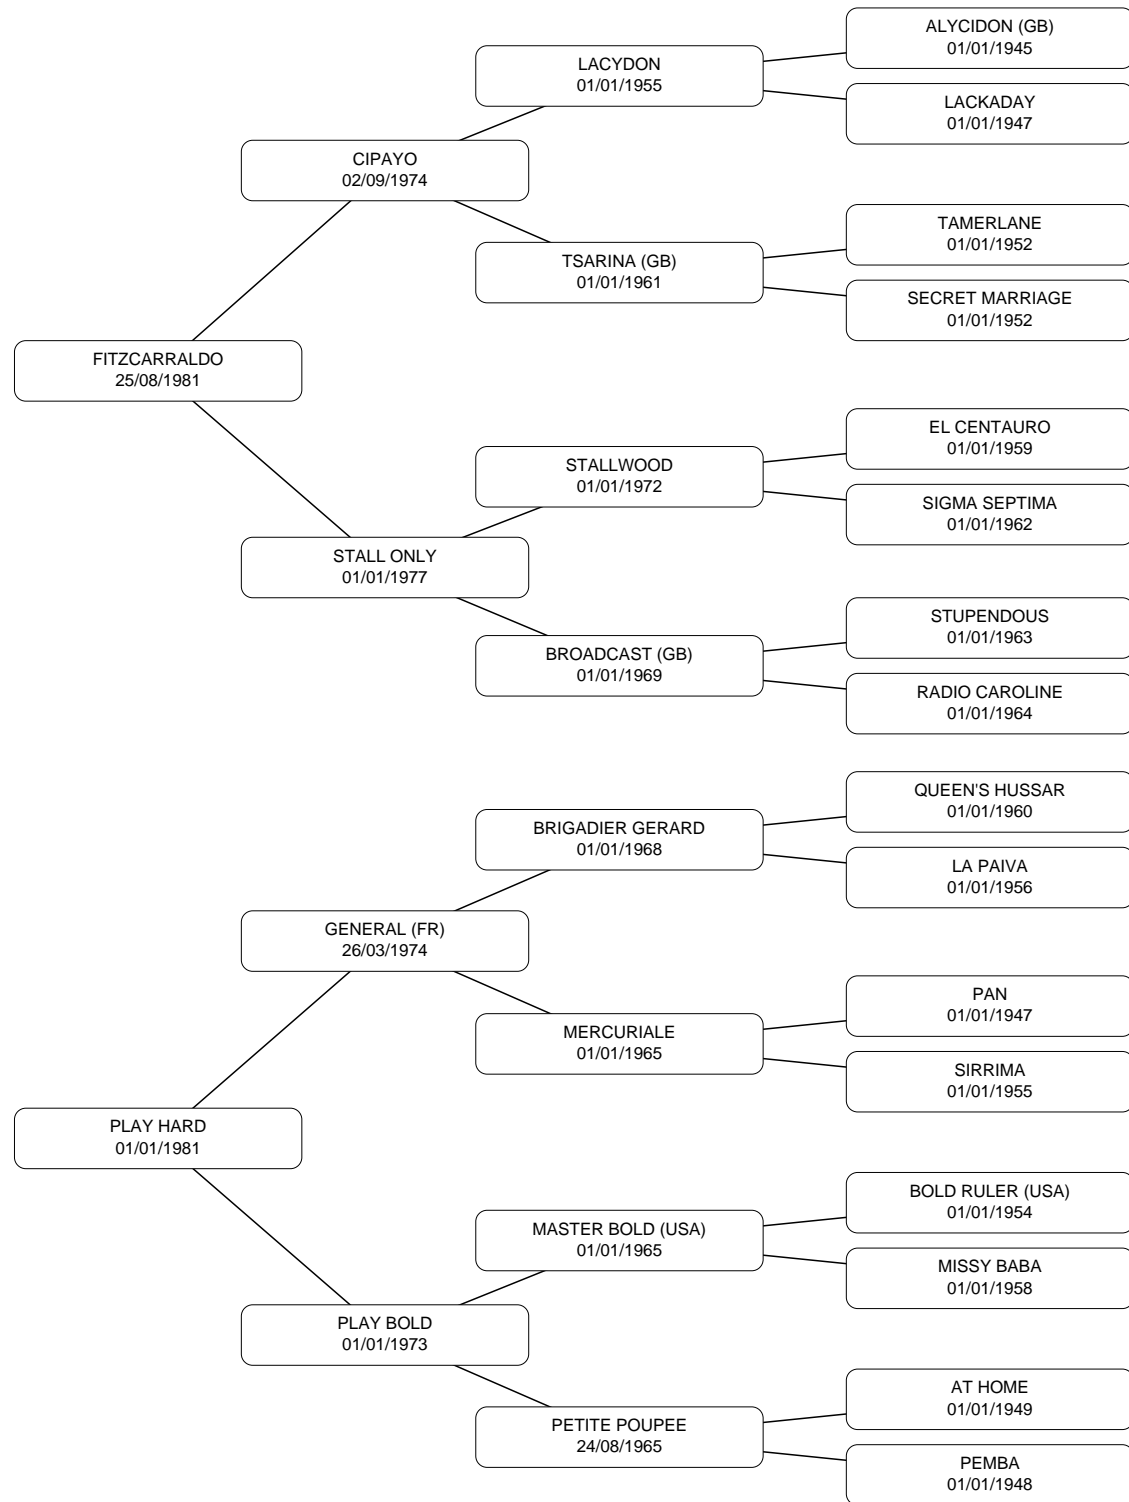 ALYCIDON (GB)
01/01/1945
LACYDON
01/01/1955
LACKADAY
01/01/1947
CIPAYO
02/09/1974
TAMERLANE
01/01/1952
TSARINA (GB)
01/01/1961
SECRET MARRIAGE
01/01/1952
FITZCARRALDO
25/08/1981
EL CENTAURO
01/01/1959
STALLWOOD
01/01/1972
SIGMA SEPTIMA
01/01/1962
STALL ONLY
01/01/1977
STUPENDOUS
01/01/1963
BROADCAST (GB)
01/01/1969
RADIO CAROLINE
01/01/1964
QUEEN'S HUSSAR
01/01/1960
BRIGADIER GERARD
01/01/1968
LA PAIVA
01/01/1956
GENERAL (FR)
26/03/1974
PAN
01/01/1947
MERCURIALE
01/01/1965
SIRRIMA
01/01/1955
PLAY HARD
01/01/1981
BOLD RULER (USA)
01/01/1954
MASTER BOLD (USA)
01/01/1965
MISSY BABA
01/01/1958
PLAY BOLD
01/01/1973
AT HOME
01/01/1949
PETITE POUPEE
24/08/1965
PEMBA
01/01/1948